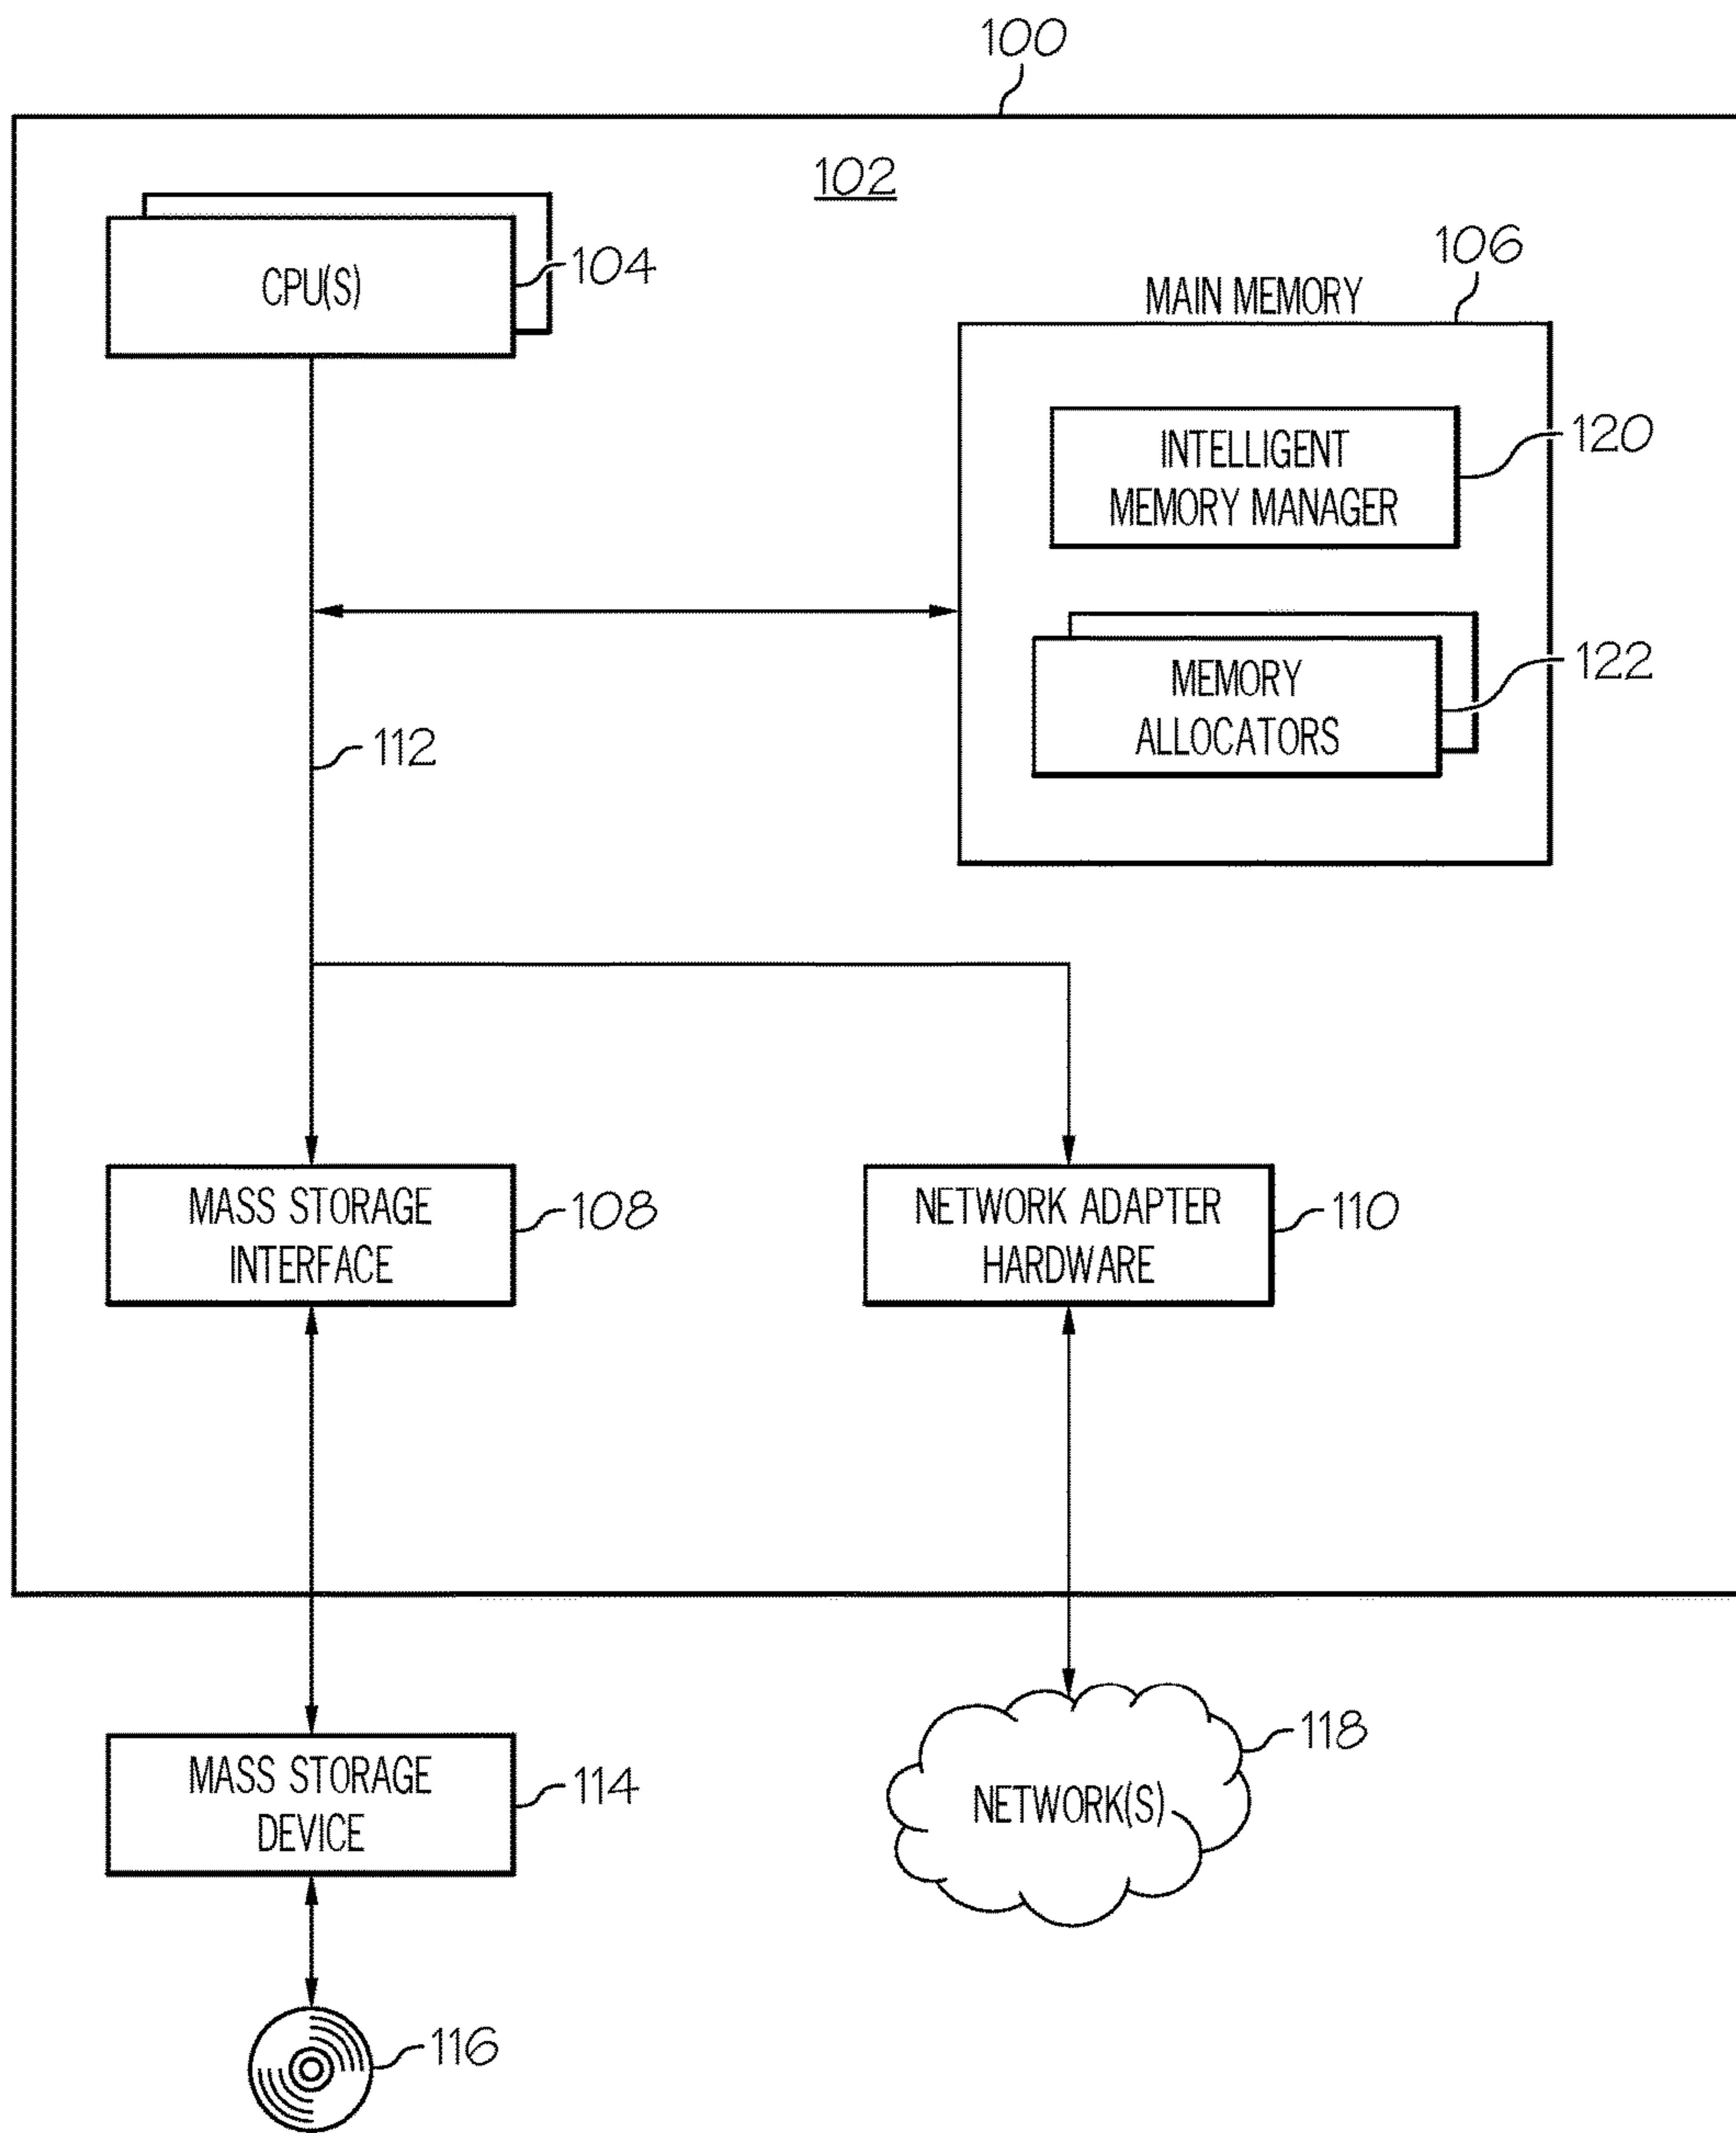 100
102
CPU(S)
104
106
MAIN MEMORY
INTELLIGENT
MEMORY MANAGER
120
MEMORY
ALLOCATORS
122
112
MASS STORAGE
INTERFACE
108
NETWORK ADAPTER
HARDWARE
110
MASS STORAGE
DEVICE
114
NETWORK(S)
118
116